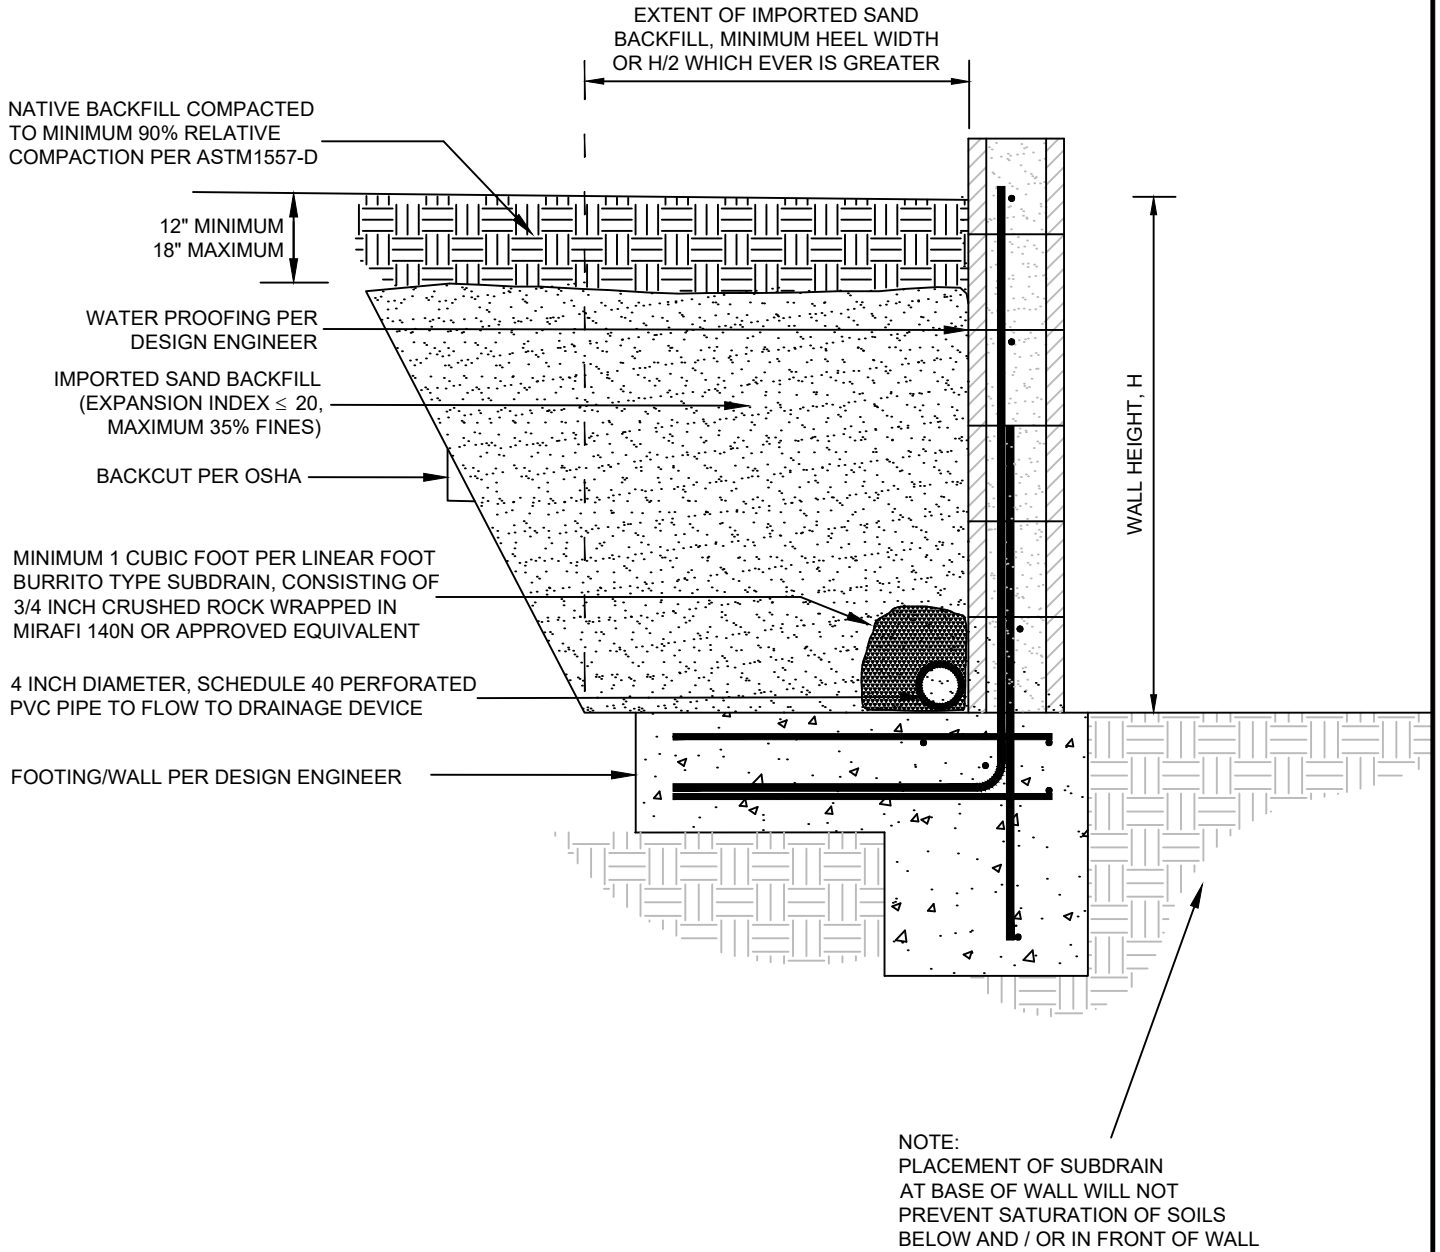 EXTENT OF IMPORTED SAND
BACKFILL, MINIMUM HEEL WIDTH
OR H/2 WHICH EVER IS GREATER
NATIVE BACKFILL COMPACTED
TO MINIMUM 90% RELATIVE
COMPACTION PER ASTM1557-D
12" MINIMUM
18" MAXIMUM
WATER PROOFING PER
DESIGN ENGINEER
IMPORTED SAND BACKFILL
(EXPANSION INDEX ≤ 20,
MAXIMUM 35% FINES)
BACKCUT PER OSHA
WALL HEIGHT, H
MINIMUM 1 CUBIC FOOT PER LINEAR FOOT
BURRITO TYPE SUBDRAIN, CONSISTING OF
3/4 INCH CRUSHED ROCK WRAPPED IN
MIRAFI 140N OR APPROVED EQUIVALENT
4 INCH DIAMETER, SCHEDULE 40 PERFORATED
PVC PIPE TO FLOW TO DRAINAGE DEVICE
FOOTING/WALL PER DESIGN ENGINEER
NOTE:
PLACEMENT OF SUBDRAIN
AT BASE OF WALL WILL NOT
PREVENT SATURATION OF SOILS
BELOW AND / OR IN FRONT OF WALL